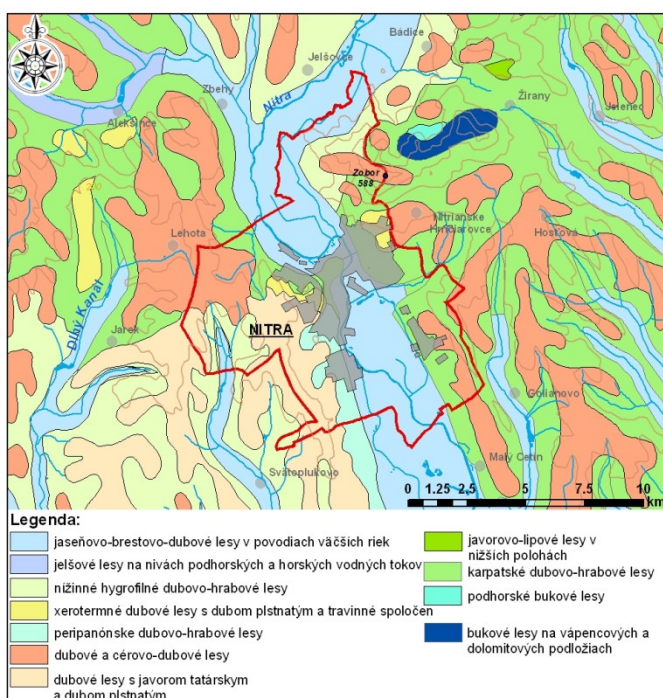 Bádice
Jelšovce
Zbehy
Nitra
Žirany
Jelenec
Alekšince
Zobor
588
Nitrianske
Hrnčiarovce
Hosťová
Lehota
Dlhý Kanál
NITRA
Jarek
Golianovo
Malý Cetín
Svätoplukovo
0 1.25 2,5 5 7,5 10
km
Legenda:
jaseňovo-brestovo-dubové lesy v povodiach väčších riek
jelšové lesy na nivách podhorských a horských vodných tokov
nížinné hygrofilné dubovo-hrabové lesy
xerotermné dubové lesy s dubom plstnatým a travinné spoločen
peripanónske dubovo-hrabové lesy
dubové a cérovo-dubové lesy
dubové lesy s javorom tatárskym
a dubom plstnatým
javorovo-lipové lesy v
nižších polohách
karpatské dubovo-hrabové lesy
podhorské bukové lesy
bukové lesy na vápencových a
dolomitových podložiach